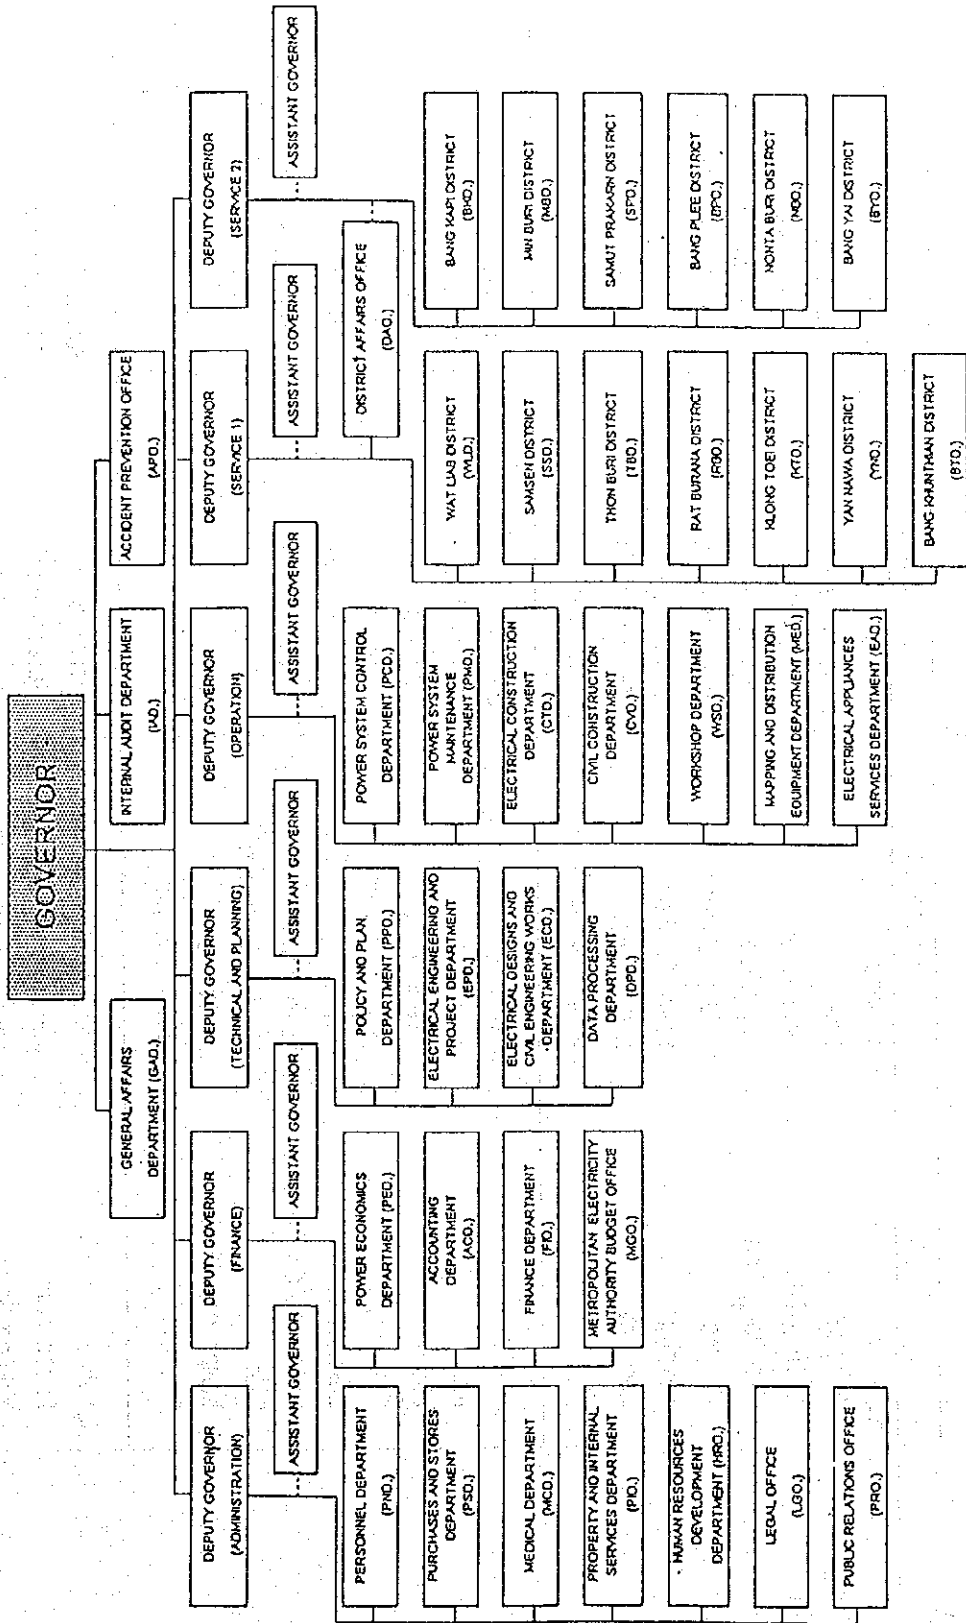 GOVERNOR
GENERAL AFFAIRS
DEPARTMENT (GAD.)
INTERNAL AUDIT DEPARTMENT
(IAD.)
ACCIDENT PREVENTION OFFICE
(APO.)
DEPUTY GOVERNOR
(ADMINISTRATION)
DEPUTY GOVERNOR
(FINANCE)
DEPUTY GOVERNOR
(TECHNICAL AND PLANNING)
DEPUTY GOVERNOR
(OPERATION)
DEPUTY GOVERNOR
(SERVICE 1)
DEPUTY GOVERNOR
(SERVICE 2)
ASSISTANT GOVERNOR
ASSISTANT GOVERNOR
ASSISTANT GOVERNOR
ASSISTANT GOVERNOR
ASSISTANT GOVERNOR
ASSISTANT GOVERNOR
DISTRICT AFFAIRS OFFICE
(DAO.)
PERSONNEL DEPARTMENT
(PND.)
PURCHASES AND STORES
DEPARTMENT
(PSD.)
MEDICAL DEPARTMENT
(MCD.)
PROPERTY AND INTERNAL
SERVICES DEPARTMENT
(PID.)
HUMAN RESOURCES
DEVELOPMENT
DEPARTMENT (HRD.)
LEGAL OFFICE
(LGO.)
PUBLIC RELATIONS OFFICE
(PRO.)
POWER ECONOMICS
DEPARTMENT (PED.)
ACCOUNTING
DEPARTMENT
(ACD.)
FINANCE DEPARTMENT
(FID.)
METROPOLITAN ELECTRICITY
AUTHORITY BUDGET OFFICE
(MGO.)
POLICY AND PLAN
DEPARTMENT (PPD.)
ELECTRICAL ENGINEERING AND
PROJECT DEPARTMENT
(EPD.)
ELECTRICAL DESIGNS AND
CIVIL ENGINEERING WORKS
DEPARTMENT (ECD.)
DATA PROCESSING
DEPARTMENT
(DPD.)
POWER SYSTEM CONTROL
DEPARTMENT (PCD.)
POWER SYSTEM
MAINTENANCE
DEPARTMENT (PMD.)
ELECTRICAL CONSTRUCTION
DEPARTMENT
(CTD.)
CIVIL CONSTRUCTION
DEPARTMENT
(CVD.)
WORKSHOP DEPARTMENT
(WSD.)
MAPPING AND DISTRIBUTION
EQUIPMENT DEPARTMENT (MED.)
ELECTRICAL APPLIANCES
SERVICES DEPARTMENT (EAD.)
WAT LIAB DISTRICT
(WLD.)
SAMSEN DISTRICT
(SSD.)
THON BURI DISTRICT
(TBD.)
RAT BURANA DISTRICT
(RBD.)
KLONG TOEI DISTRICT
(KTD.)
YAN NAWA DISTRICT
(YND.)
BANG KHUNTHIAN DISTRICT
(BTD.)
BANG KAPI DISTRICT
(BKD.)
MIN BURI DISTRICT
(MBD.)
SAMUT PRAKARN DISTRICT
(SPD.)
BANG PLEE DISTRICT
(BPD.)
NONTA BURI DISTRICT
(NBD.)
BANG YAI DISTRICT
(BYD.)